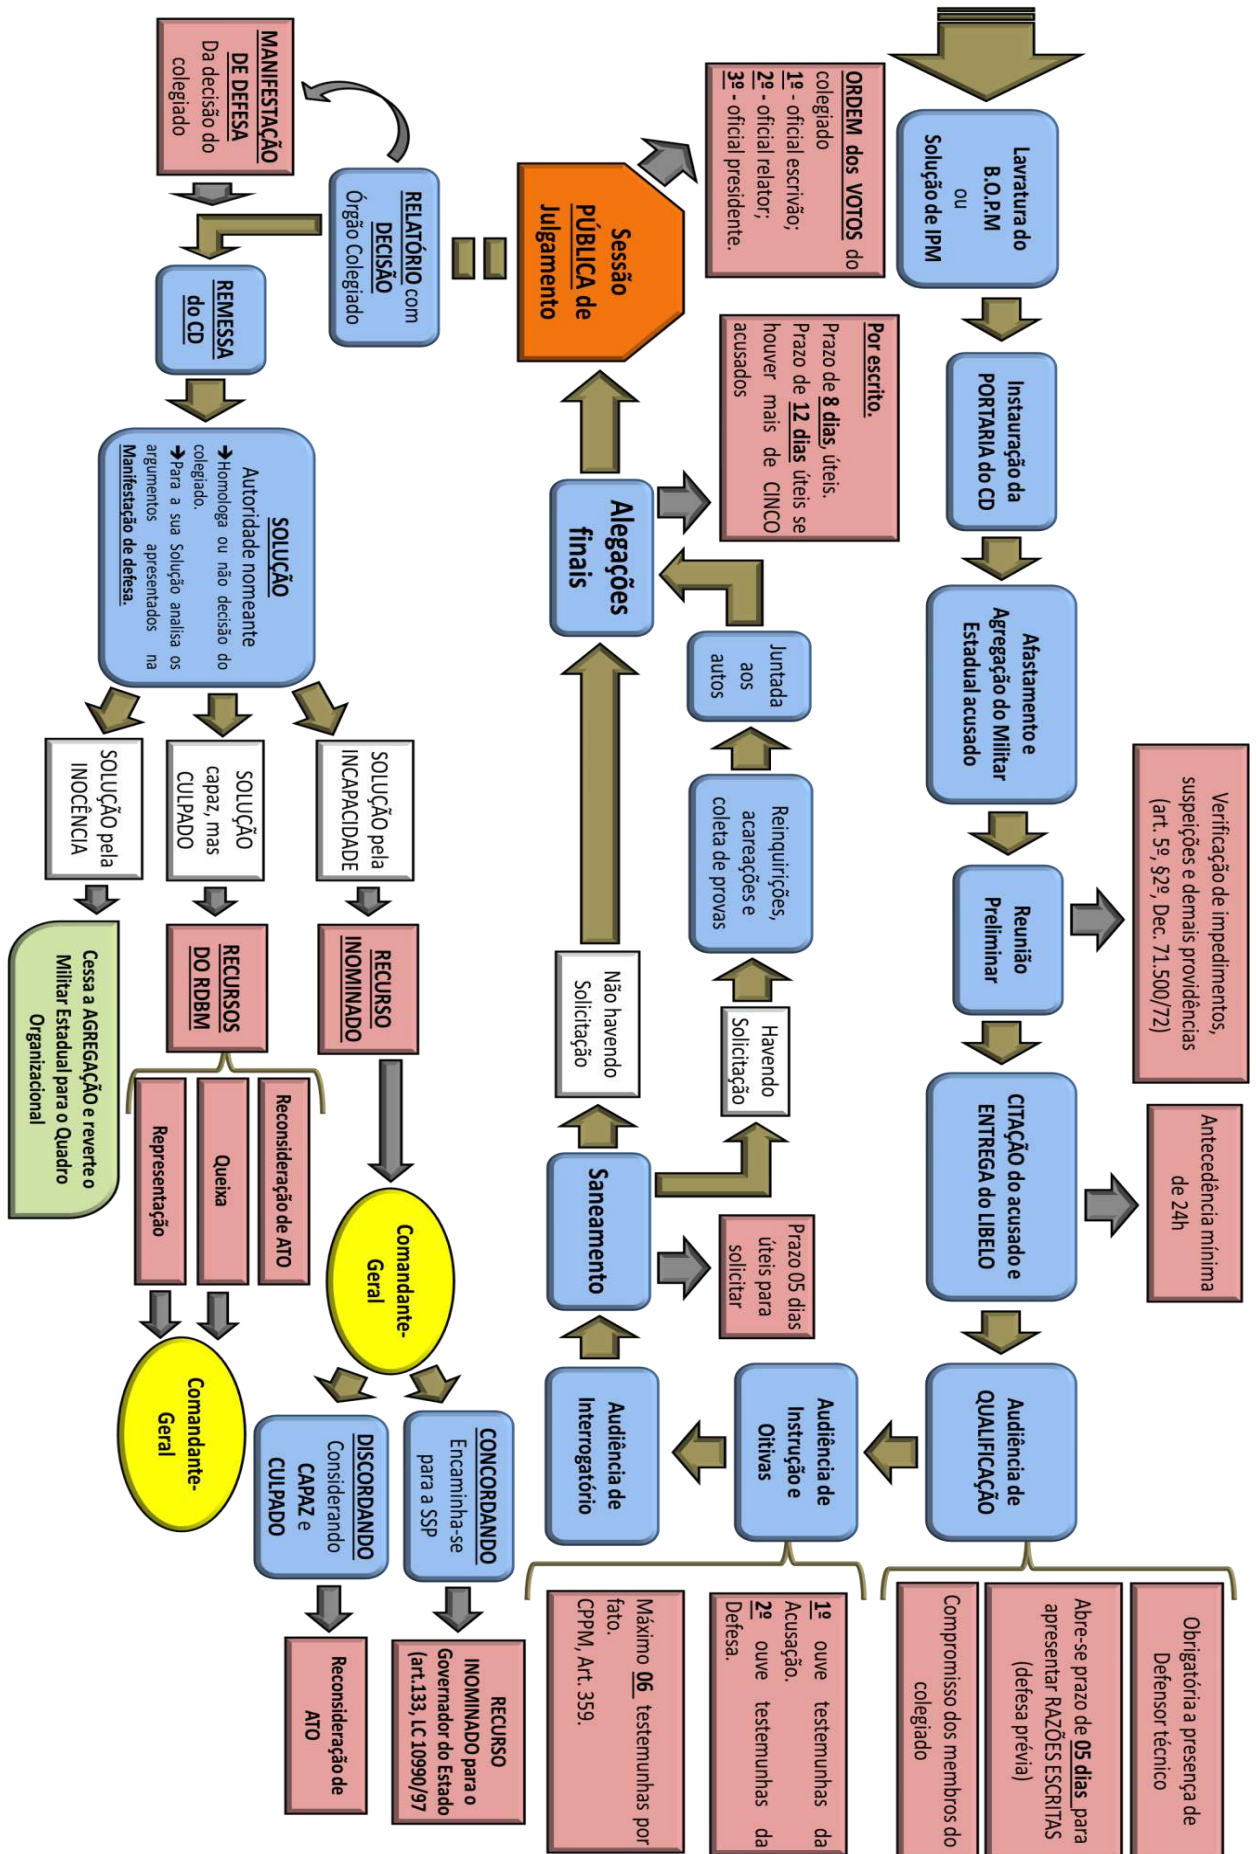 Lavratura do
B.O.P.M
ou
Solução de IPM
Instauração da
PORTARIA do CD
Afastamento e
Agregação do Militar
Estadual acusado
Reunião
Preliminar
Verificação de impedimentos,
suspeições e demais providências
(art. 5º, §2º, Dec. 71.500/72)
CITAÇÃO do acusado e
ENTREGA do LIBELO
Antecedência mínima
de 24h
Audiência de
QUALIFICAÇÃO
Obrigatória a presença de
Defensor técnico
Abre-se prazo de 05 dias para
apresentar RAZÕES ESCRITAS
(defesa prévia)
Compromisso dos membros do
colegiado
Audiência de
Instrução e
Oitivas
1º ouve testemunhas da
Acusação.
2º ouve testemunhas da
Defesa.
Máximo 06 testemunhas por
fato.
CPPM, Art. 359.
Audiência de
Interrogatório
Saneamento
Prazo 05 dias
úteis para
solicitar
Havendo
Solicitação
Reinquirições,
acareações e
coleta de provas
Juntada
aos
autos
Não havendo
Solicitação
Alegações
finais
Por escrito.
Prazo de 8 dias, úteis.
Prazo de 12 dias úteis se
houver mais de CINCO
acusados
Sessão
PÚBLICA de
Julgamento
ORDEM dos VOTOS do
colegiado
1º - oficial escrivão;
2º - oficial relator;
3º - oficial presidente.
RELATÓRIO com
DECISÃO
Órgão Colegiado
MANIFESTAÇÃO
DE DEFESA
Da decisão do
colegiado
REMESSA
do CD
SOLUÇÃO
Autoridade nomeante
➔Homologa ou não decisão do
colegiado.
➔Para a sua Solução analisa os
argumentos apresentados na
Manifestação de defesa.
SOLUÇÃO pela
INCAPACIDADE
RECURSO
INOMINADO
Comandante-
Geral
CONCORDANDO
Encaminha-se
para a SSP
RECURSO
INOMINADO para o
Governador do Estado
(art.133, LC 10990/97
DISCORDANDO
Considerando
CAPAZ e
CULPADO
Reconsideração de
ATO
SOLUÇÃO
capaz, mas
CULPADO
RECURSOS
DO RDBM
Reconsideração de ATO
Queixa
Representação
Comandante-
Geral
SOLUÇÃO pela
INOCÊNCIA
Cessa a AGREGAÇÃO e reverte o
Militar Estadual para o Quadro
Organizacional